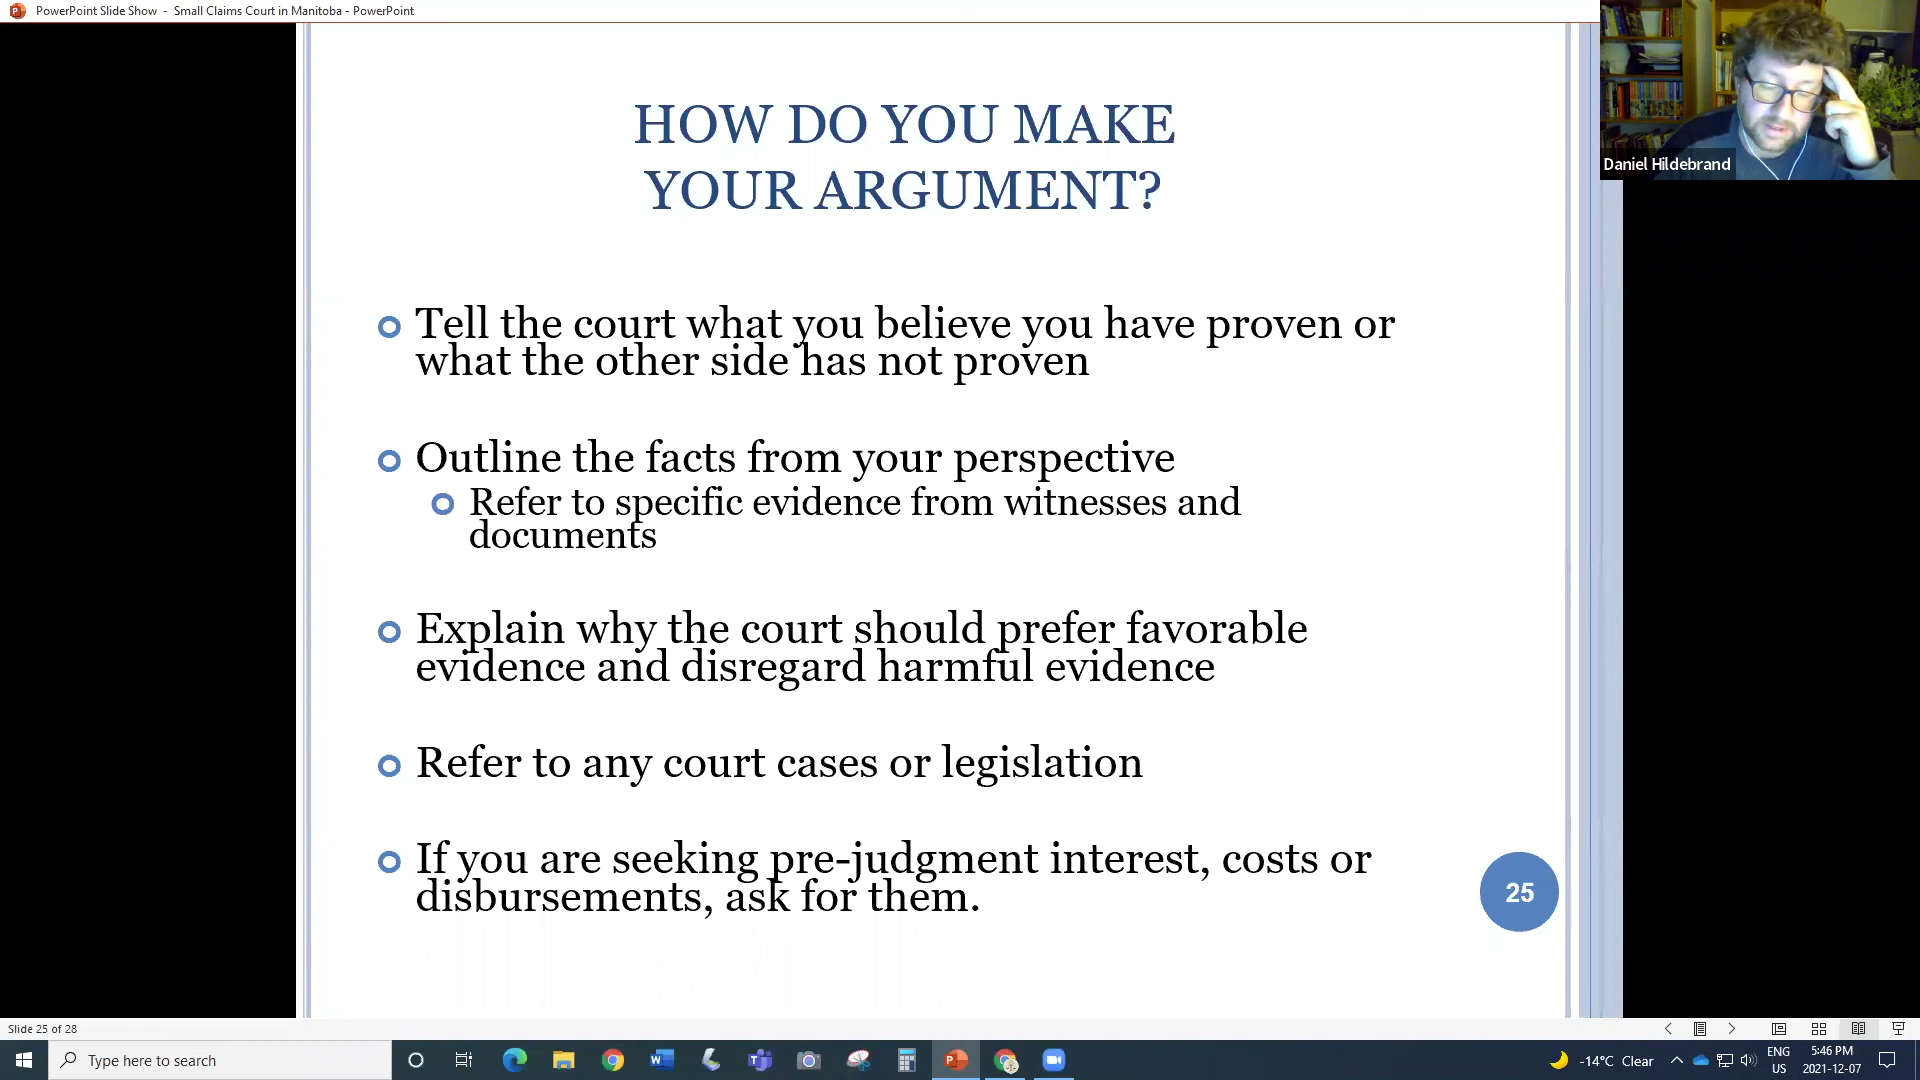 PowerPoint Slide Show - Small Claims Court in Manitoba - PowerPoint
Daniel Hildebrand
HOW DO YOU MAKE
YOUR ARGUMENT?
Tell the court what you believe you have proven or
what the other side has not proven
Outline the facts from your perspective
Refer to specific evidence from witnesses and
documents
Explain why the court should prefer favorable
evidence and disregard harmful evidence
Refer to any court cases or legislation
If you are seeking pre-judgment interest, costs or
disbursements, ask for them.
25
Slide 25 of 28
Type here to search
-14°C Clear
ENG
US
5:46 PM
2021-12-07